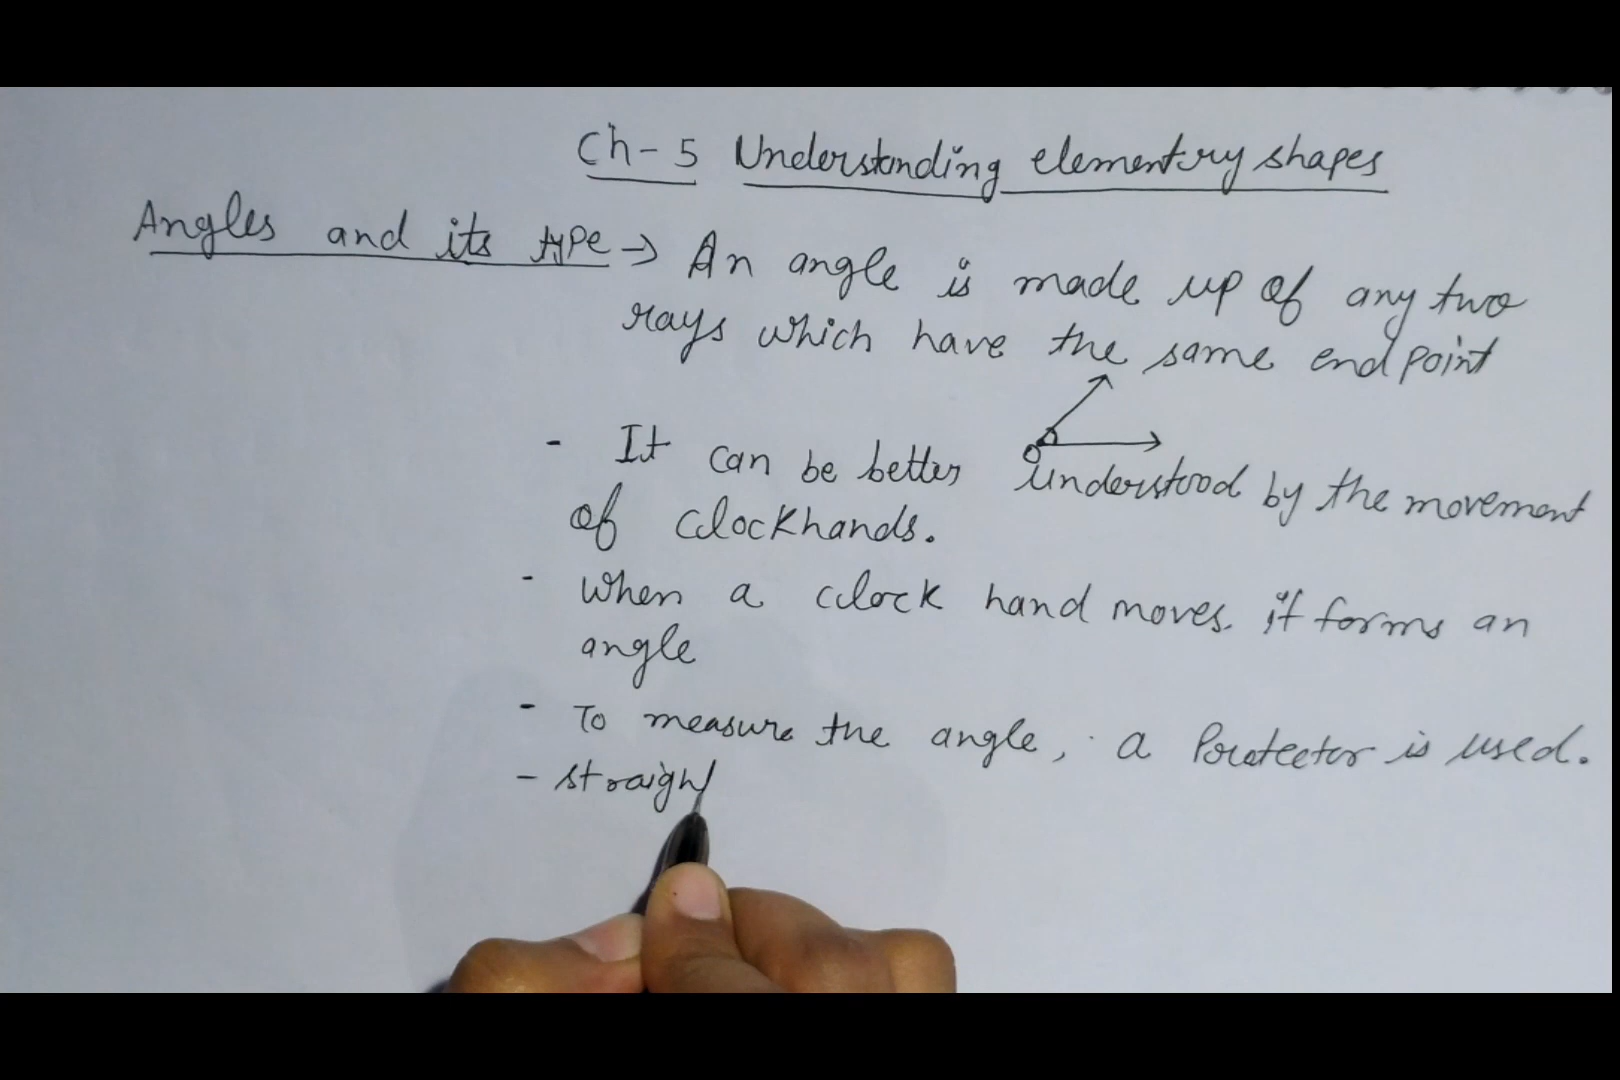 Ch-5 Understanding elementry shapes
Angles and its type → An angle is made up of any two
rays which have the same end point
O
- It can be better understood by the movement
of clockhands.
- When a clock hand moves. it forms an
angle
- To measure the angle, a Protector is used.
- straigh